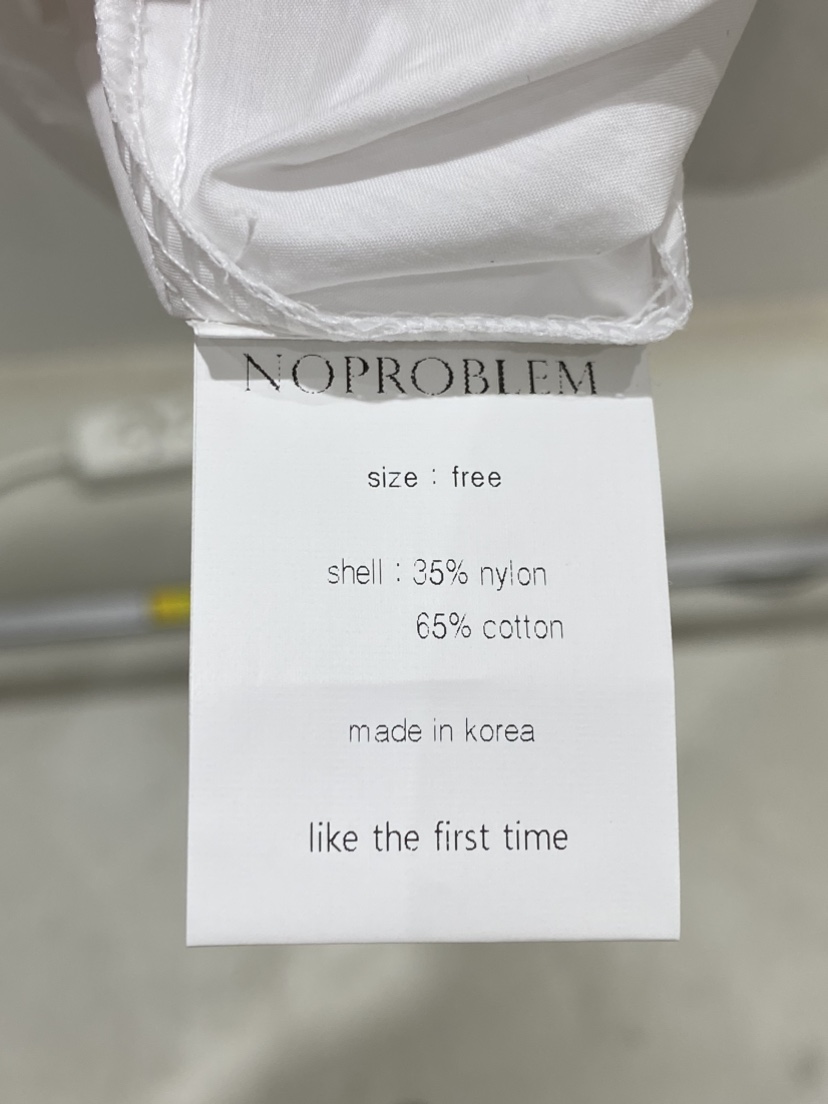 NOPROBLEM
size : free
shell : 35% nylon
65% cotton
made in korea
like the first time